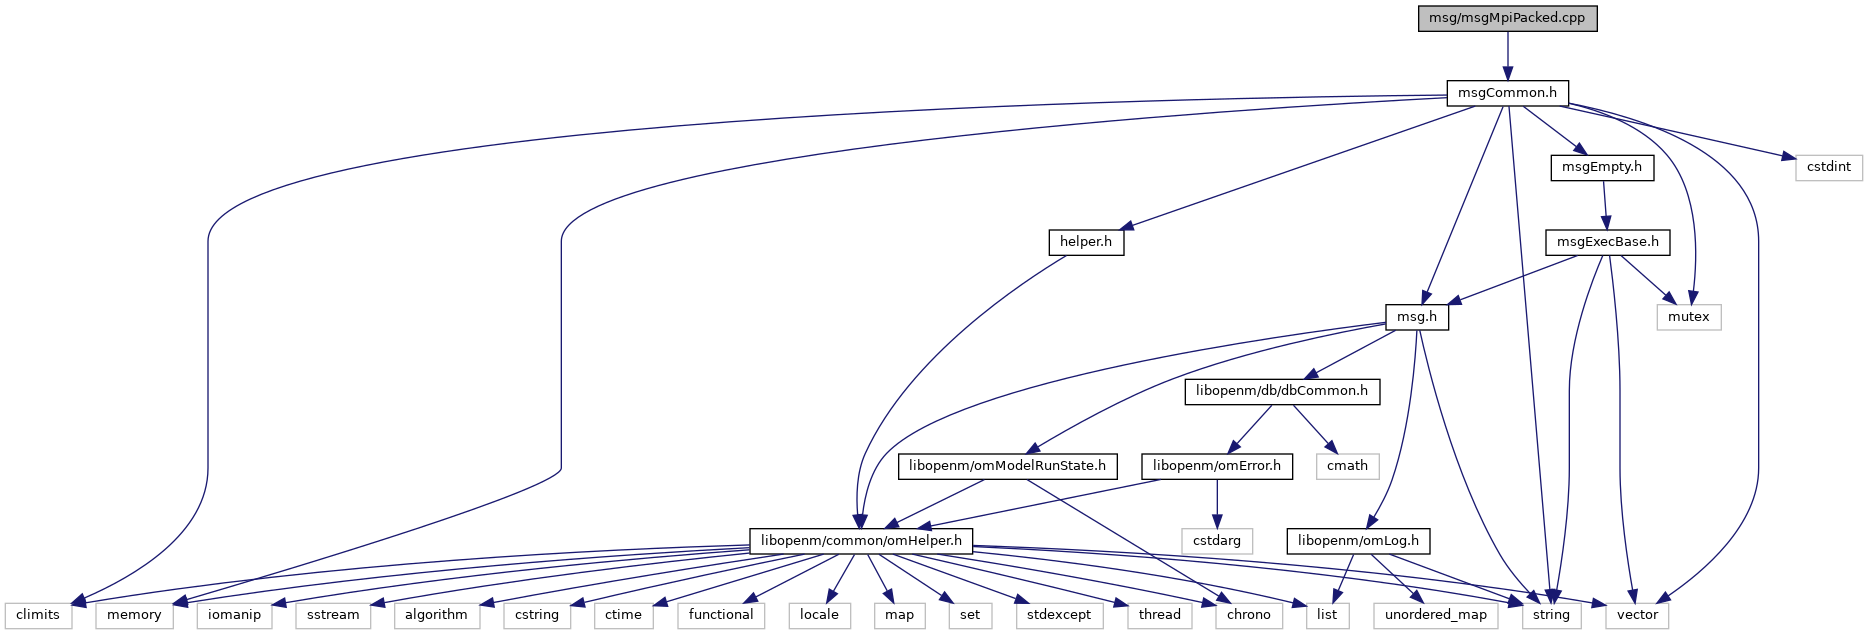 msg/msgMpiPacked.cpp
msgCommon.h
msgEmpty.h
cstdint
helper.h
msgExecBase.h
msg.h
mutex
libopenm/db/dbCommon.h
libopenm/omModelRunState.h
libopenm/omError.h
cmath
libopenm/common/omHelper.h
cstdarg
libopenm/omLog.h
climits
memory
iomanip
sstream
algorithm
cstring
ctime
functional
locale
map
set
stdexcept
thread
chrono
list
unordered_map
string
vector